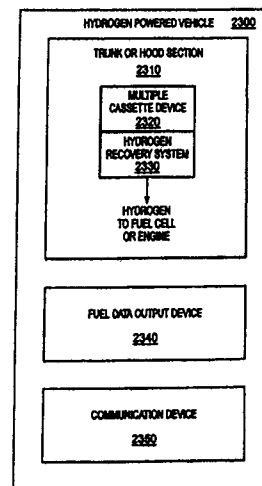 HYDROGEN POWERED VEHICLE 2300
TRUNK OR HOOD SECTION
2310
MULTIPLE
CASSETTE DEVICE
2320
HYDROGEN
RECOVERY SYSTEM
2330
HYDROGEN
TO FUEL CELL
OR ENGINE
FUEL DATA OUTPUT DEVICE
2340
COMMUNICATION DEVICE
2350